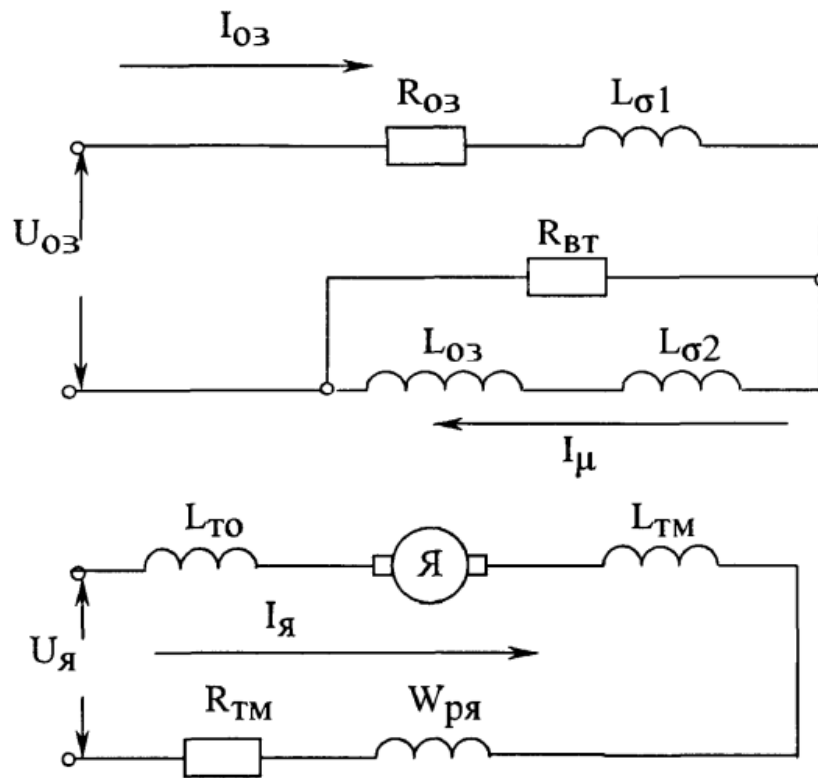 Iоз
Rоз Lσ1
Uоз
Rвт
Lоз Lσ2
Iμ
Lто Lтм
Я
Iя
Uя
Rтм Wря